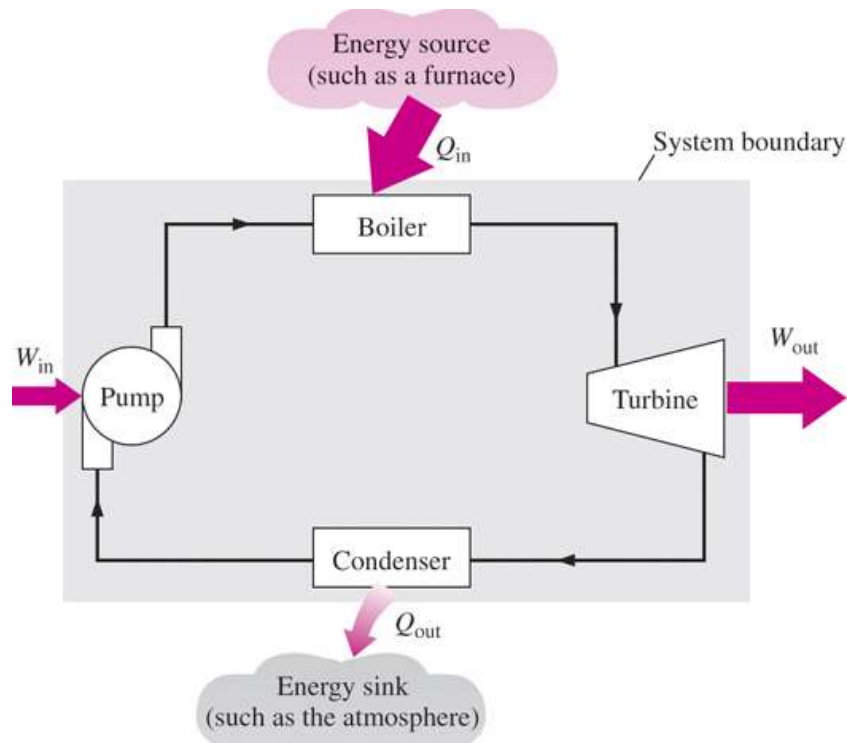 Energy source
(such as a furnace)
Qin
System boundary
Boiler
Win
Pump
Turbine
Wout
Condenser
Qout
Energy sink
(such as the atmosphere)